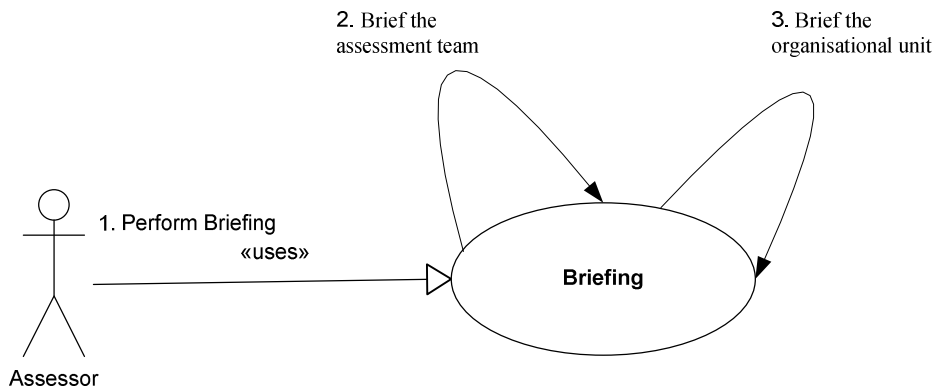 2. Brief the
assessment team
3. Brief the
organisational unit
1. Perform Briefing
«uses»
Briefing
Assessor